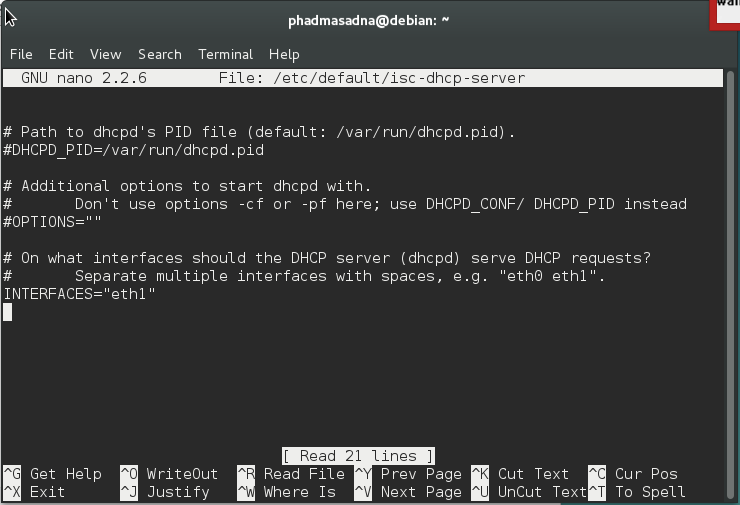 wan
phadmasadna@debian: ~
File Edit View Search Terminal Help
GNU nano 2.2.6 File: /etc/default/isc-dhcp-server
# Path to dhcpd's PID file (default: /var/run/dhcpd.pid).
#DHCPD_PID=/var/run/dhcpd.pid
# Additional options to start dhcpd with.
# Don't use options -cf or -pf here; use DHCPD_CONF/ DHCPD_PID instead
#OPTIONS=""
# On what interfaces should the DHCP server (dhcpd) serve DHCP requests?
# Separate multiple interfaces with spaces, e.g. "eth0 eth1".
INTERFACES="eth1"
[ Read 21 lines ]
^G Get Help ^O WriteOut ^R Read File ^Y Prev Page ^K Cut Text ^C Cur Pos
^X Exit ^J Justify ^W Where Is ^V Next Page ^U UnCut Text ^T To Spell